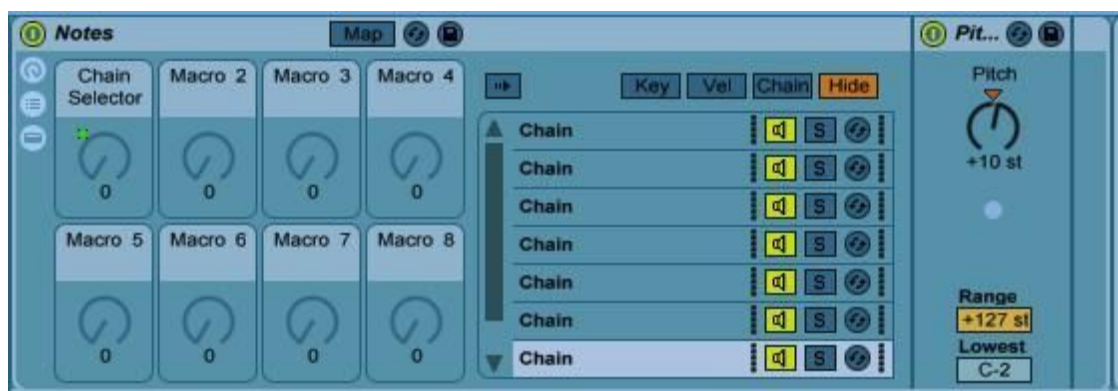 Notes
Map
Chain
Selector
Macro 2
Macro 3
Macro 4
0
0
0
0
Macro 5
Macro 6
Macro 7
Macro 8
0
0
0
0
Key Vel Chain Hide
Chain S
Chain S
Chain S
Chain S
Chain S
Chain S
Chain S
Pit...
Pitch
+10 st
Range
+127 st
Lowest
C-2